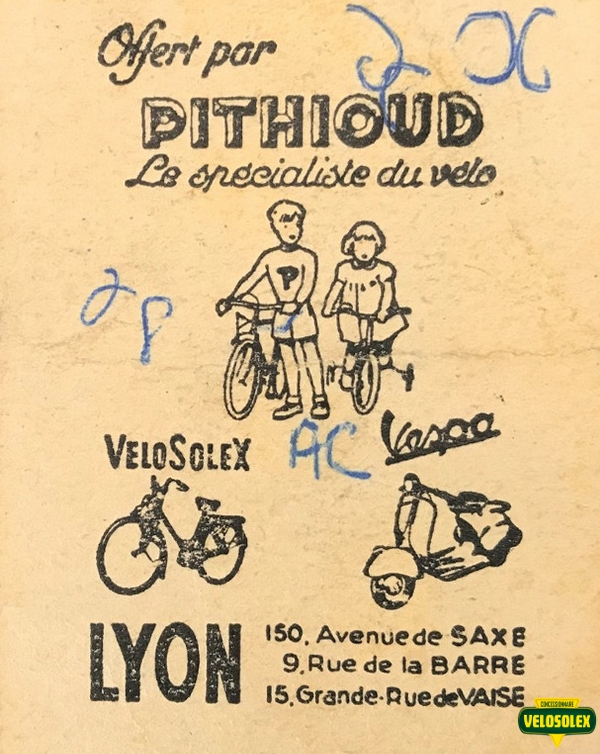 Offert par
PITHIOUD
Le spécialiste du vélo
P
AC
VELOSOLEX
Vespa
LYON
150, Avenue de SAXE
9, Rue de la BARRE
15, Grande-Rue de VAISE
CONCESSIONNAIRE
VELOSOLEX